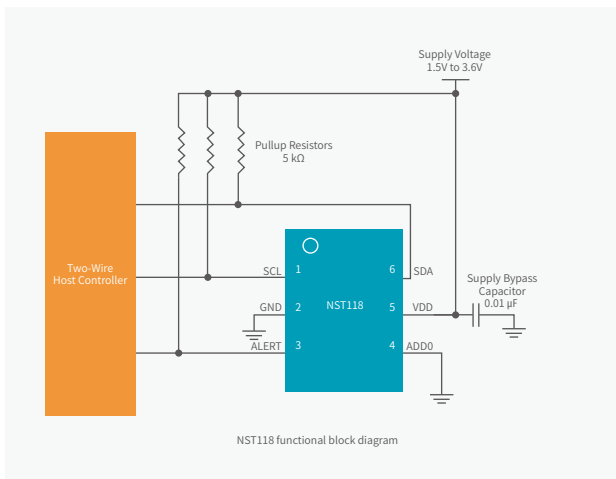 Supply Voltage
1.5V to 3.6V
Pullup Resistors
5 kΩ
Two-Wire
Host Controller
SCL
1
6
SDA
GND
2
NST118
5
VDD
Supply Bypass
Capacitor
0.01 µF
ALERT
3
4
ADD0
NST118 functional block diagram